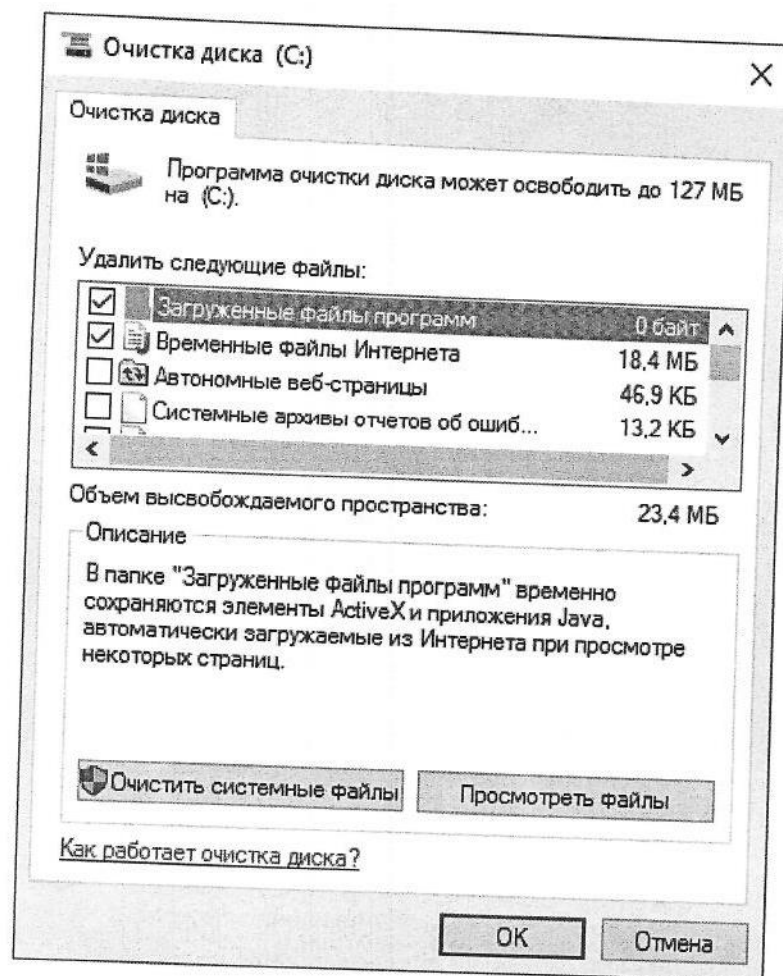 Очистка диска (C:)
Очистка диска
Программа очистки диска может освободить до 127 МБ
на (C:).
Удалить следующие файлы:
Загруженные файлы программ 0 байт
Временные файлы Интернета 18,4 МБ
Автономные веб-страницы 46,9 КБ
Системные архивы отчетов об ошиб... 13,2 КБ
Объем высвобождаемого пространства: 23,4 МБ
Описание
В папке "Загруженные файлы программ" временно
сохраняются элементы ActiveX и приложения Java,
автоматически загружаемые из Интернета при просмотре
некоторых страниц.
Очистить системные файлы Просмотреть файлы
Как работает очистка диска?
OK Отмена